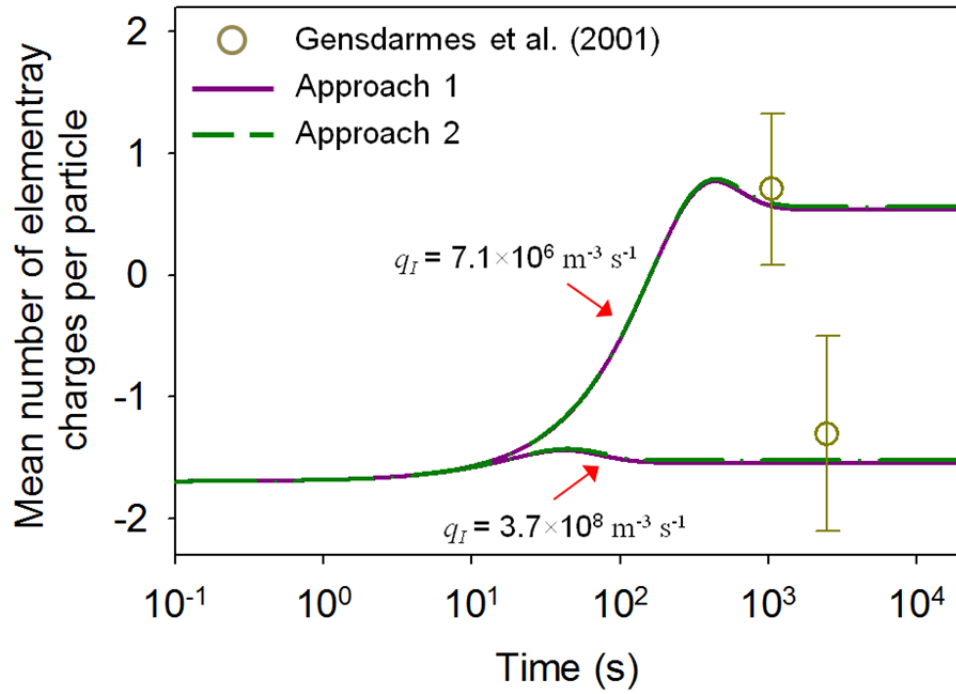 Mean number of elementray
charges per particle
2
1
0
-1
-2
Gensdarmes et al. (2001)
Approach 1
Approach 2
q_I = 7.1×10⁶ m⁻³ s⁻¹
q_I = 3.7×10⁸ m⁻³ s⁻¹
10⁻¹ 10⁰ 10¹ 10² 10³ 10⁴
Time (s)